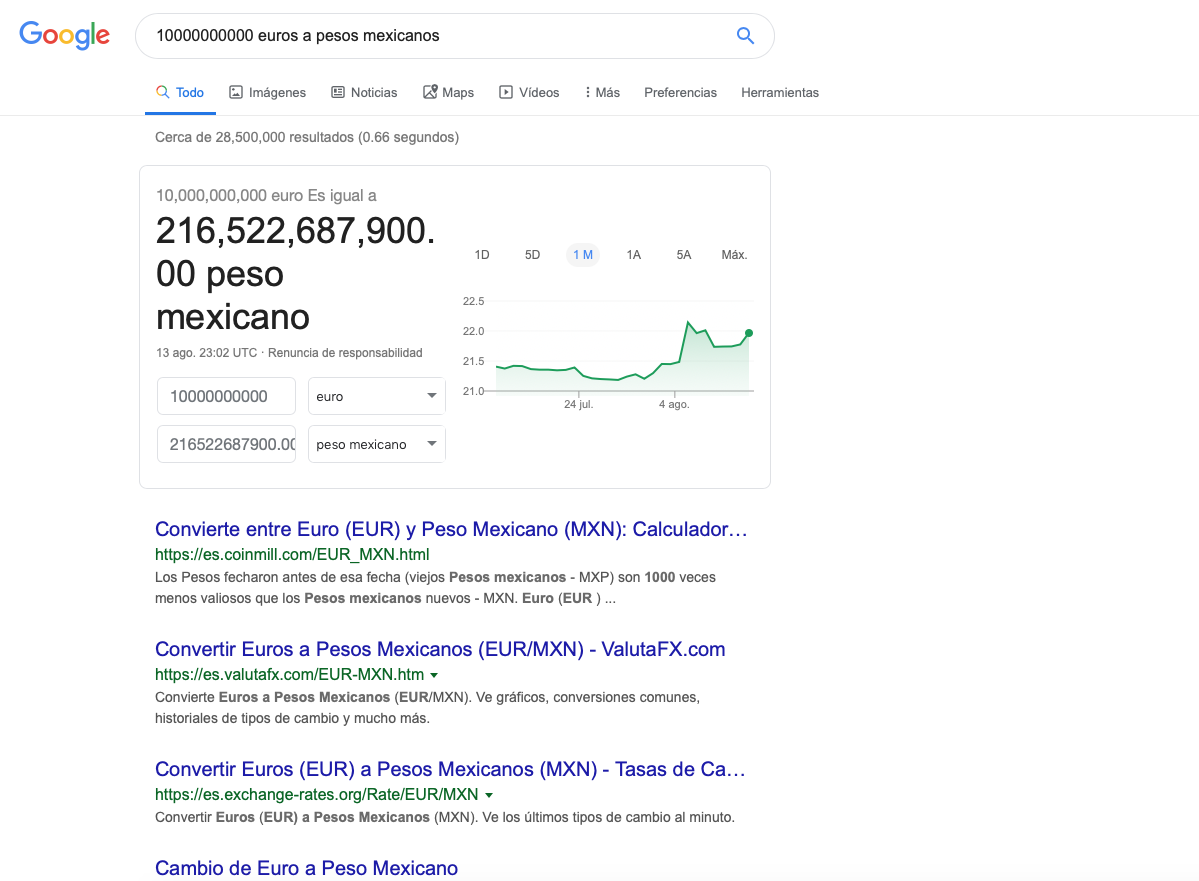 Google
10000000000 euros a pesos mexicanos
Todo Imágenes Noticias Maps Vídeos Más Preferencias Herramientas
Cerca de 28,500,000 resultados (0.66 segundos)
10,000,000,000 euro Es igual a
216,522,687,900.
00 peso
mexicano
13 ago. 23:02 UTC · Renuncia de responsabilidad
10000000000 euro
216522687900.00 peso mexicano
1D 5D 1 M 1A 5A Máx.
22.5
22.0
21.5
21.0
24 jul. 4 ago.
Convierte entre Euro (EUR) y Peso Mexicano (MXN): Calculador...
https://es.coinmill.com/EUR_MXN.html
Los Pesos fecharon antes de esa fecha (viejos Pesos mexicanos - MXP) son 1000 veces
menos valiosos que los Pesos mexicanos nuevos - MXN. Euro (EUR ) ...
Convertir Euros a Pesos Mexicanos (EUR/MXN) - ValutaFX.com
https://es.valutafx.com/EUR-MXN.htm
Convierte Euros a Pesos Mexicanos (EUR/MXN). Ve gráficos, conversiones comunes,
historiales de tipos de cambio y mucho más.
Convertir Euros (EUR) a Pesos Mexicanos (MXN) - Tasas de Ca...
https://es.exchange-rates.org/Rate/EUR/MXN
Convertir Euros (EUR) a Pesos Mexicanos (MXN). Ve los últimos tipos de cambio al minuto.
Cambio de Euro a Peso Mexicano